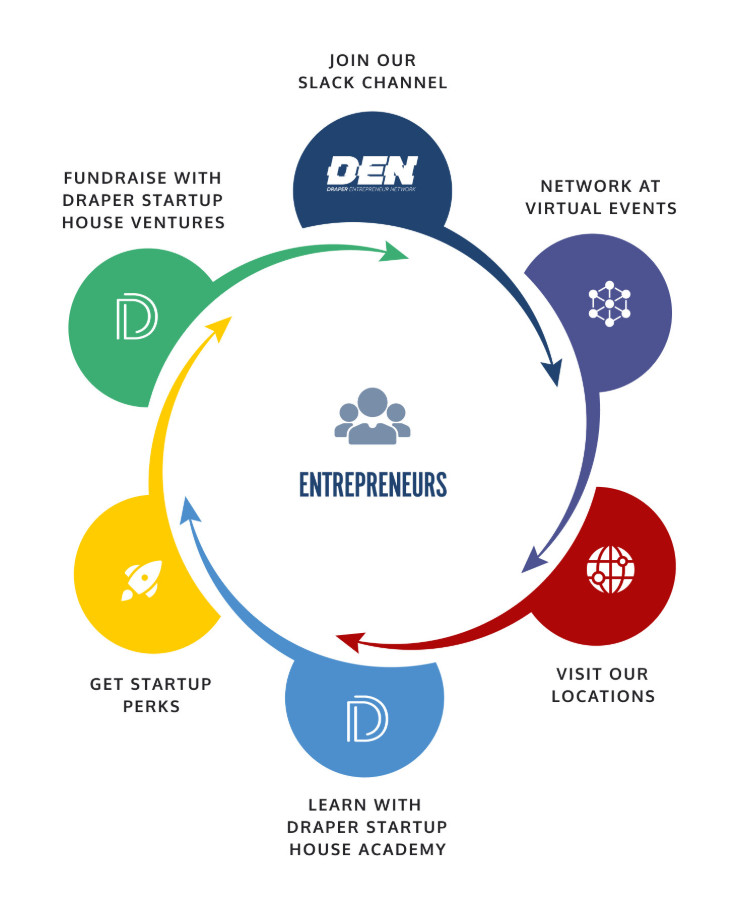 JOIN OUR
SLACK CHANNEL
DEN
DRAPER ENTREPRENEUR NETWORK
NETWORK AT
VIRTUAL EVENTS
VISIT OUR
LOCATIONS
LEARN WITH
DRAPER STARTUP
HOUSE ACADEMY
GET STARTUP
PERKS
FUNDRAISE WITH
DRAPER STARTUP
HOUSE VENTURES
ENTREPRENEURS
D
D